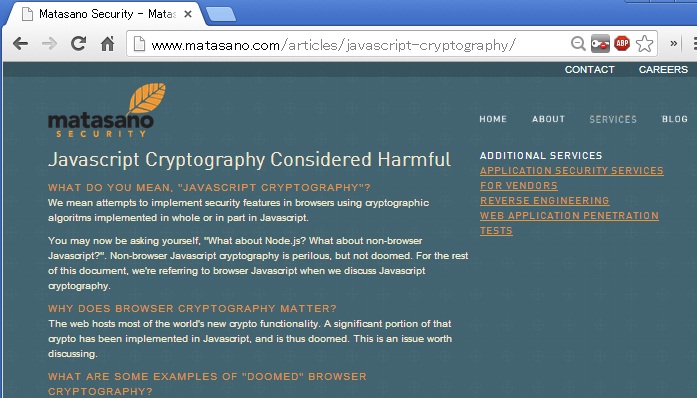 Matasano Security - Matas
www.matasano.com/articles/javascript-cryptography/
ABP
»
CONTACT CAREERS
matasano
SECURITY
HOME ABOUT SERVICES BLOG
Javascript Cryptography Considered Harmful
WHAT DO YOU MEAN, "JAVASCRIPT CRYPTOGRAPHY"?
We mean attempts to implement security features in browsers using cryptographic
algoritms implemented in whole or in part in Javascript.
You may now be asking yourself, "What about Node.js? What about non-browser
Javascript?". Non-browser Javascript cryptography is perilous, but not doomed. For the rest
of this document, we're referring to browser Javascript when we discuss Javascript
cryptography.
WHY DOES BROWSER CRYPTOGRAPHY MATTER?
The web hosts most of the world's new crypto functionality. A significant portion of that
crypto has been implemented in Javascript, and is thus doomed. This is an issue worth
discussing.
WHAT ARE SOME EXAMPLES OF "DOOMED" BROWSER
CRYPTOGRAPHY?
ADDITIONAL SERVICES
APPLICATION SECURITY SERVICES
FOR VENDORS
REVERSE ENGINEERING
WEB APPLICATION PENETRATION
TESTS